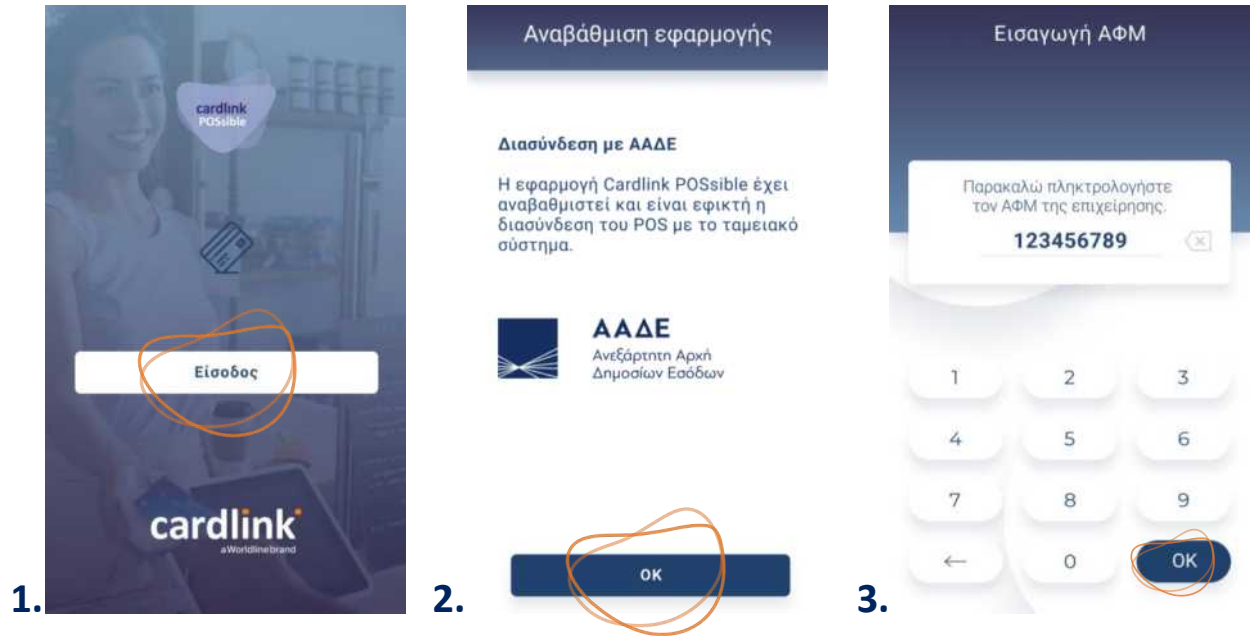 cardlink
POSsible
Είσοδος
cardlink
a Worldline brand
1.
Αναβάθμιση εφαρμογής
Διασύνδεση με ΑΑΔΕ
Η εφαρμογή Cardlink POSsible έχει
αναβαθμιστεί και είναι εφικτή η
διασύνδεση του POS με το ταμειακό
σύστημα.
ΑΑΔΕ
Ανεξάρτητη Αρχή
Δημοσίων Εσόδων
OK
2.
Εισαγωγή ΑΦΜ
Παρακαλώ πληκτρολογήστε
τον ΑΦΜ της επιχείρησης.
123456789
1 2 3
4 5 6
7 8 9
← 0 OK
3.